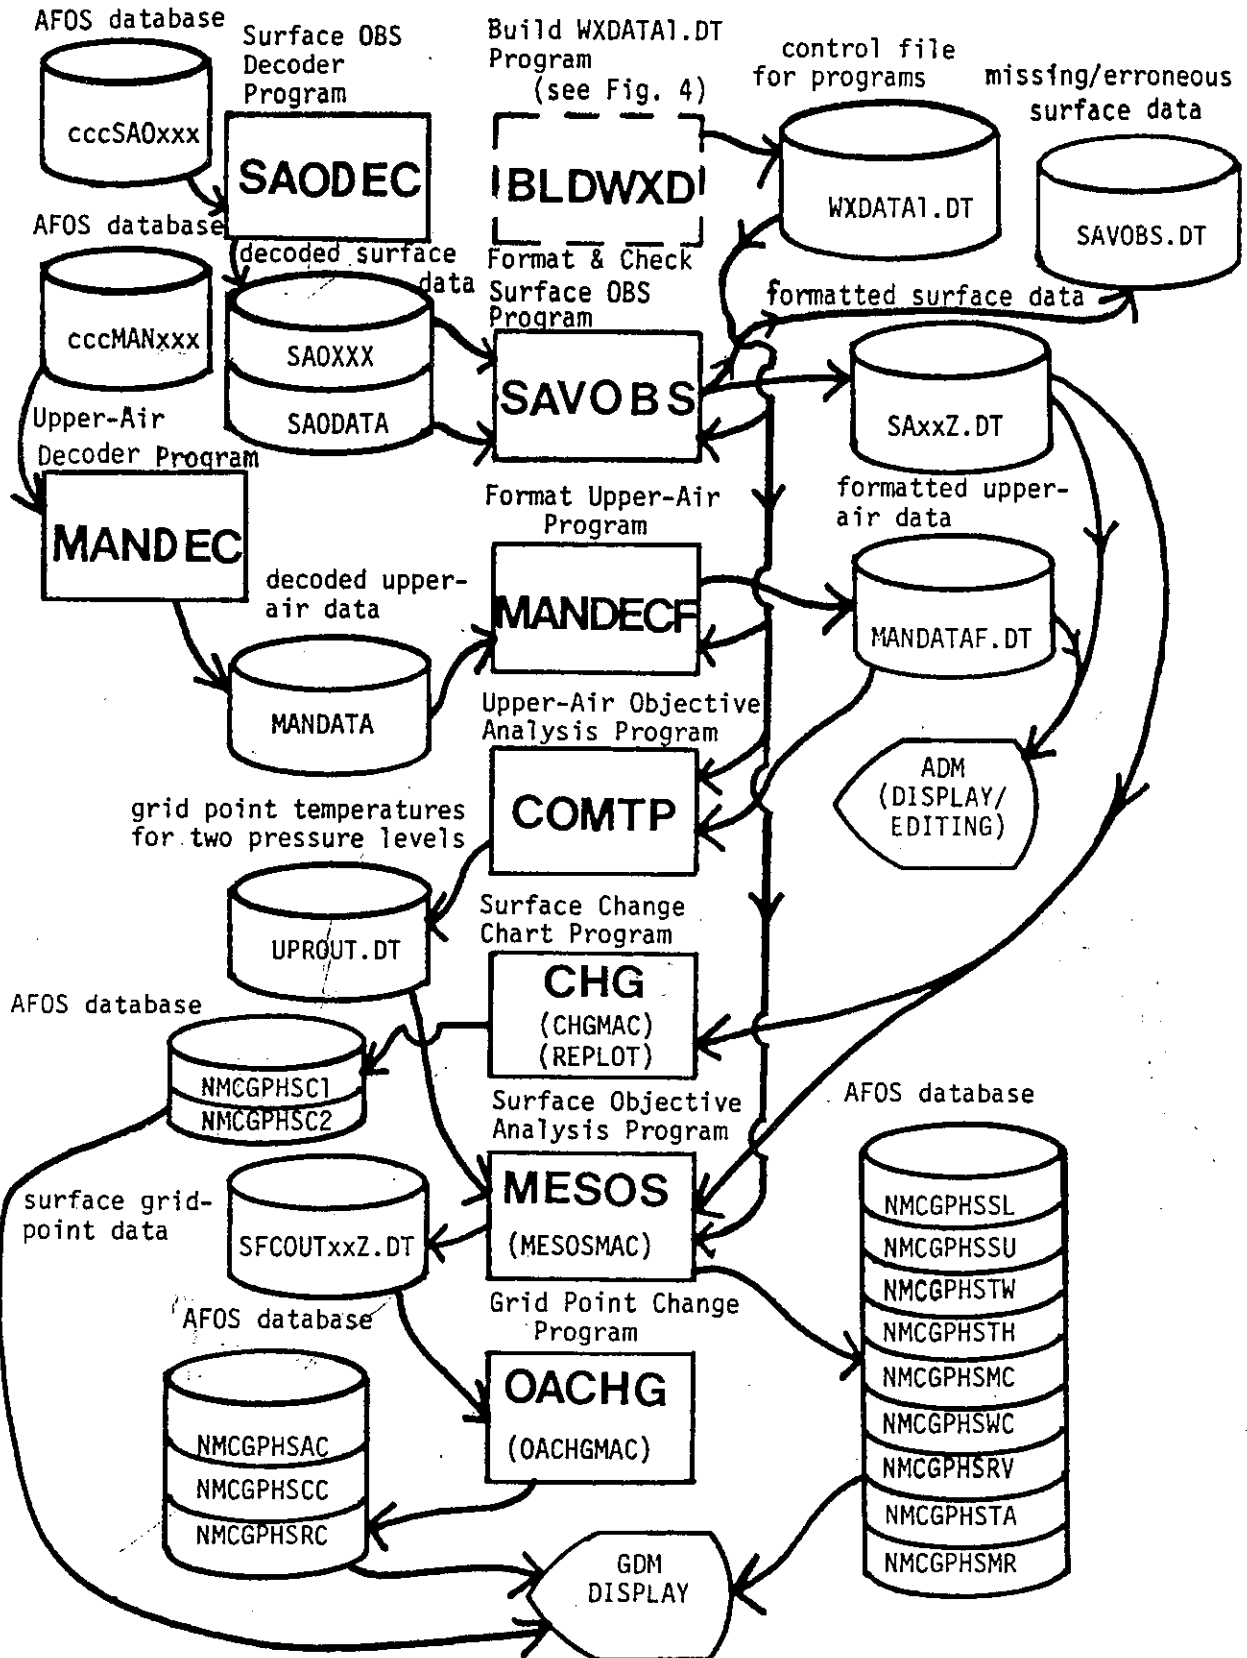 AFOS database
cccSAOxxx
Surface OBS
Decoder
Program
SAODEC
Build WXDATA1.DT
Program
(see Fig. 4)
BLDWXD
control file
for programs
WXDATA1.DT
missing/erroneous
surface data
SAVOBS.DT
AFOS database
cccMANxxx
decoded surface
data
SAOXXX
SAODATA
Format & Check
Surface OBS
Program
SAVOBS
formatted surface data
SAxxZ.DT
Upper-Air
Decoder Program
MANDEC
decoded upper-
air data
MANDATA
Format Upper-Air
Program
MANDECF
formatted upper-
air data
MANDATAF.DT
Upper-Air Objective
Analysis Program
COMTP
ADM
(DISPLAY/
EDITING)
grid point temperatures
for two pressure levels
UPROUT.DT
Surface Change
Chart Program
CHG
(CHGMAC)
(REPLOT)
AFOS database
NMCGPHSC1
NMCGPHSC2
Surface Objective
Analysis Program
MESOS
(MESOSMAC)
surface grid-
point data
SFCOUTxxZ.DT
AFOS database
NMCGPHSSL
NMCGPHSSU
NMCGPHSTW
NMCGPHSTH
NMCGPHSMC
NMCGPHSWC
NMCGPHSRV
NMCGPHSTA
NMCGPHSMR
Grid Point Change
Program
OACHG
(OACHGMAC)
AFOS database
NMCGPHSAC
NMCGPHSCC
NMCGPHSRC
GDM
DISPLAY